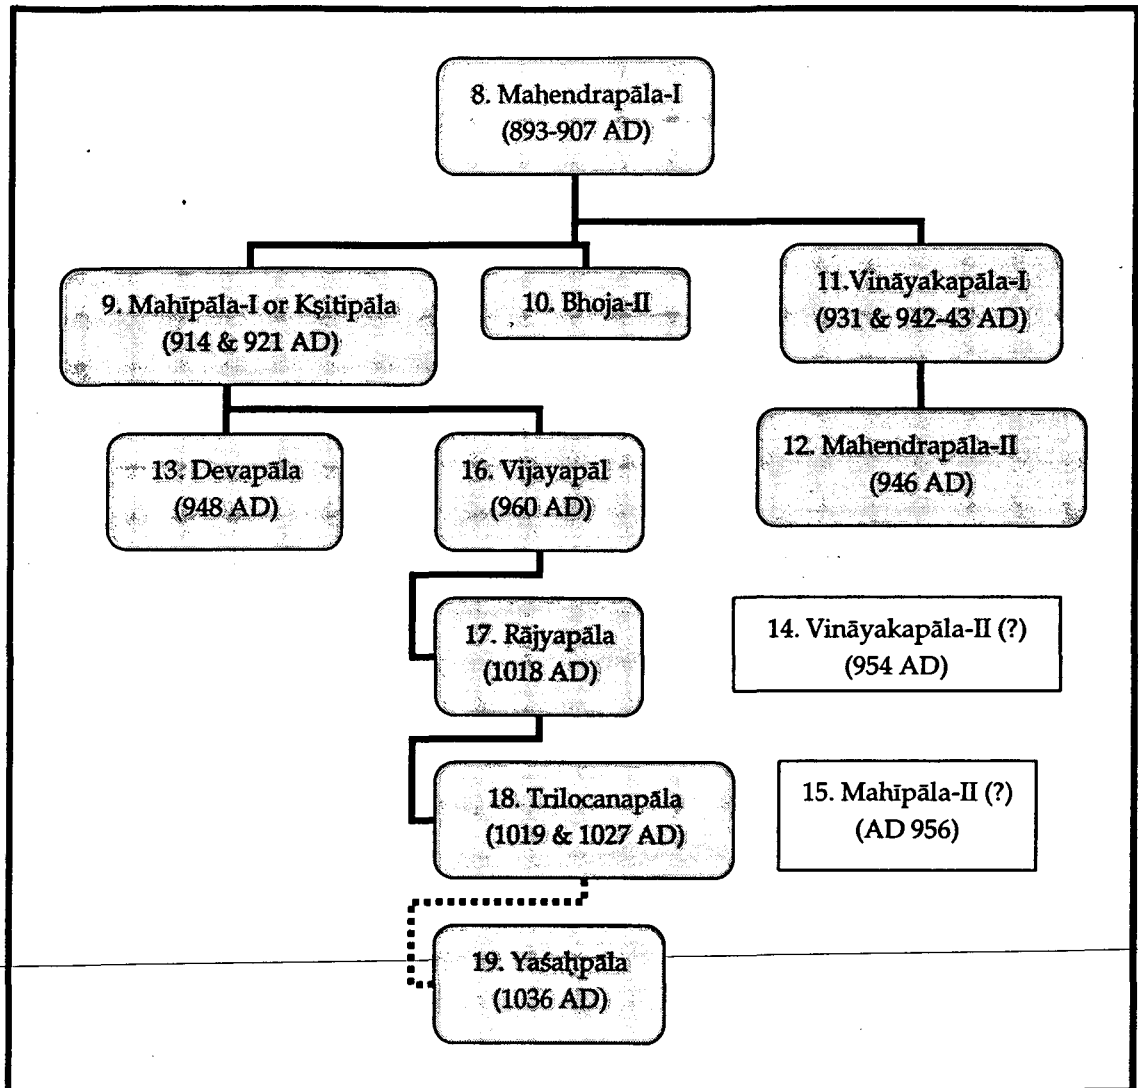 8. Mahendrapāla-I
(893-907 AD)
9. Mahīpāla-I or Kṣitipāla
(914 & 921 AD)
10. Bhoja-II
11.Vināyakapāla-I
(931 & 942-43 AD)
12. Mahendrapāla-II
(946 AD)
13. Devapāla
(948 AD)
16. Vijayapāl
(960 AD)
17. Rājyapāla
(1018 AD)
14. Vināyakapāla-II (?)
(954 AD)
18. Trilocanapāla
(1019 & 1027 AD)
15. Mahīpāla-II (?)
(AD 956)
19. Yaśaḥpāla
(1036 AD)